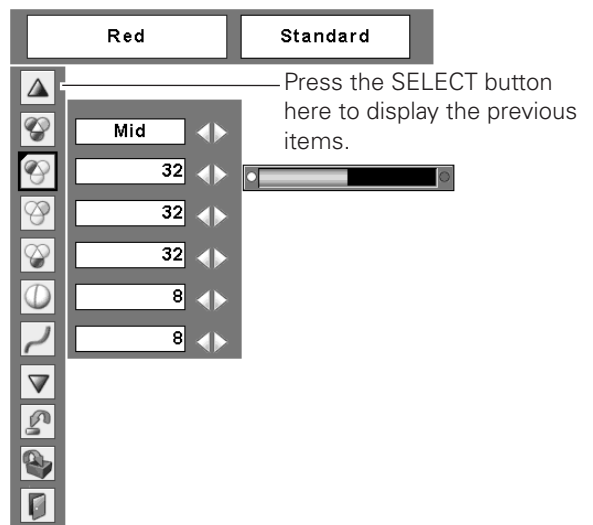 Red
Standard
Press the SELECT button
here to display the previous
items.
Mid
32
32
32
8
8